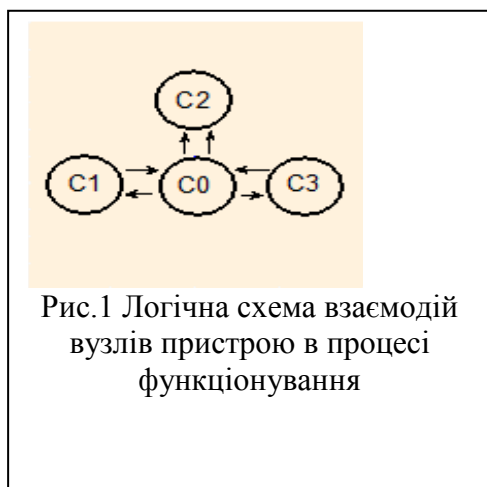 C2
C1 C0 C3
Рис.1 Логічна схема взаємодій
вузлів пристрою в процесі
функціонування